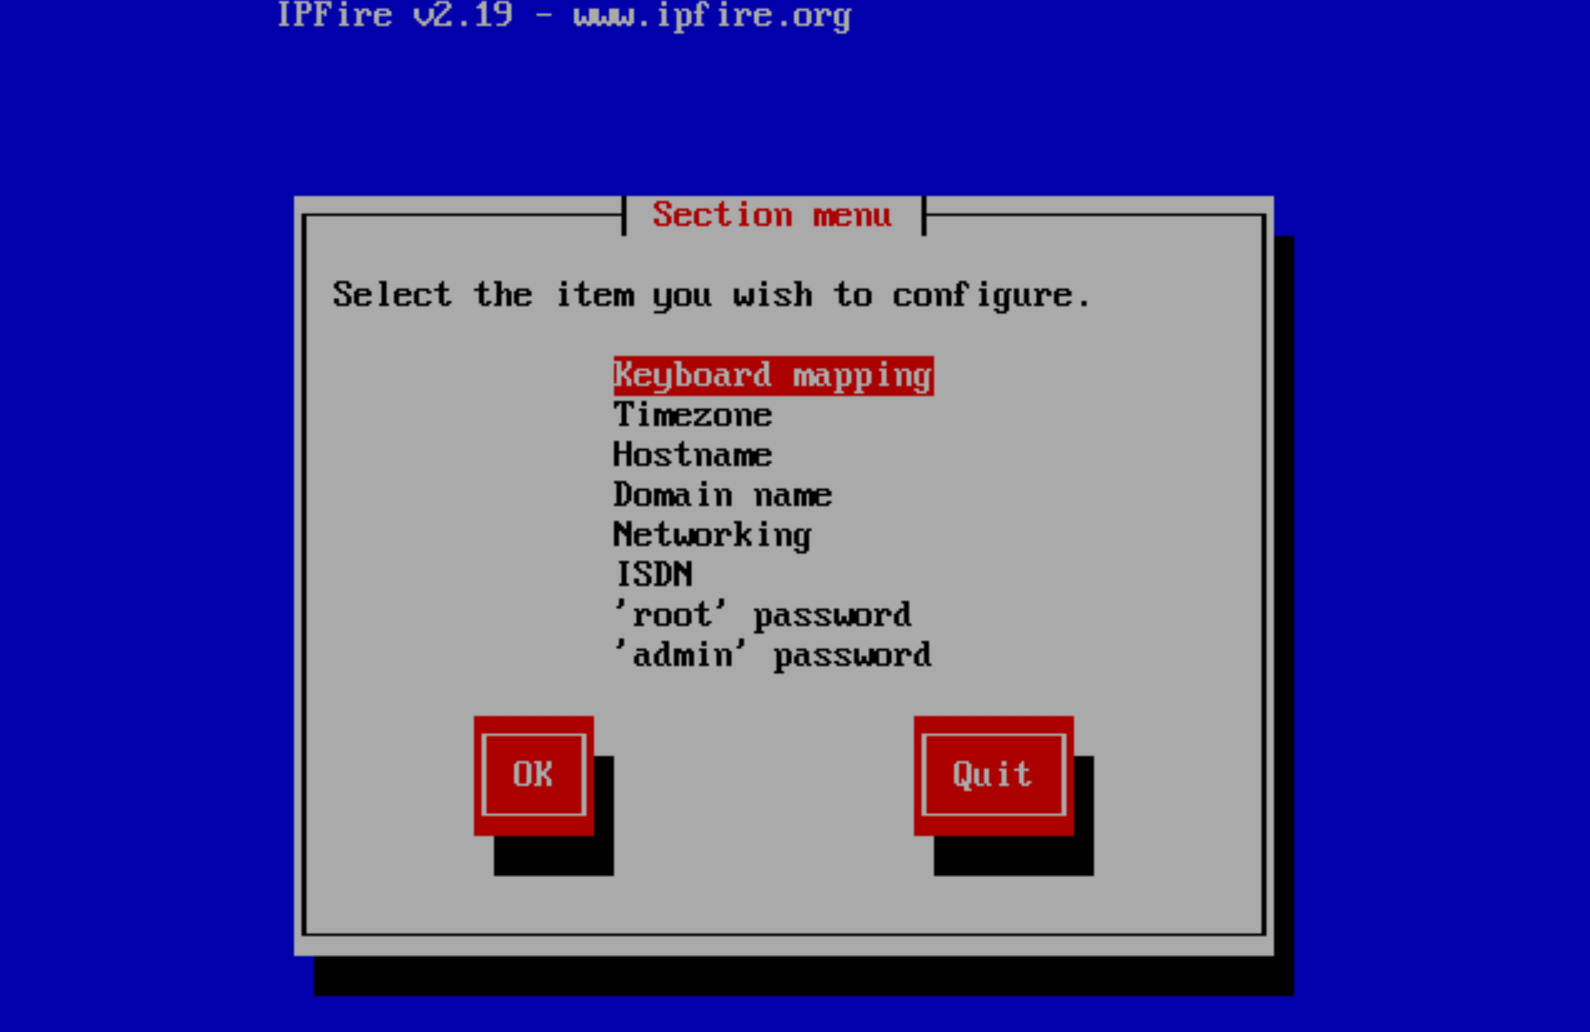 IPFire v2.19 - www.ipfire.org
Section menu
Select the item you wish to configure.
Keyboard mapping
Timezone
Hostname
Domain name
Networking
ISDN
'root' password
'admin' password
OK Quit